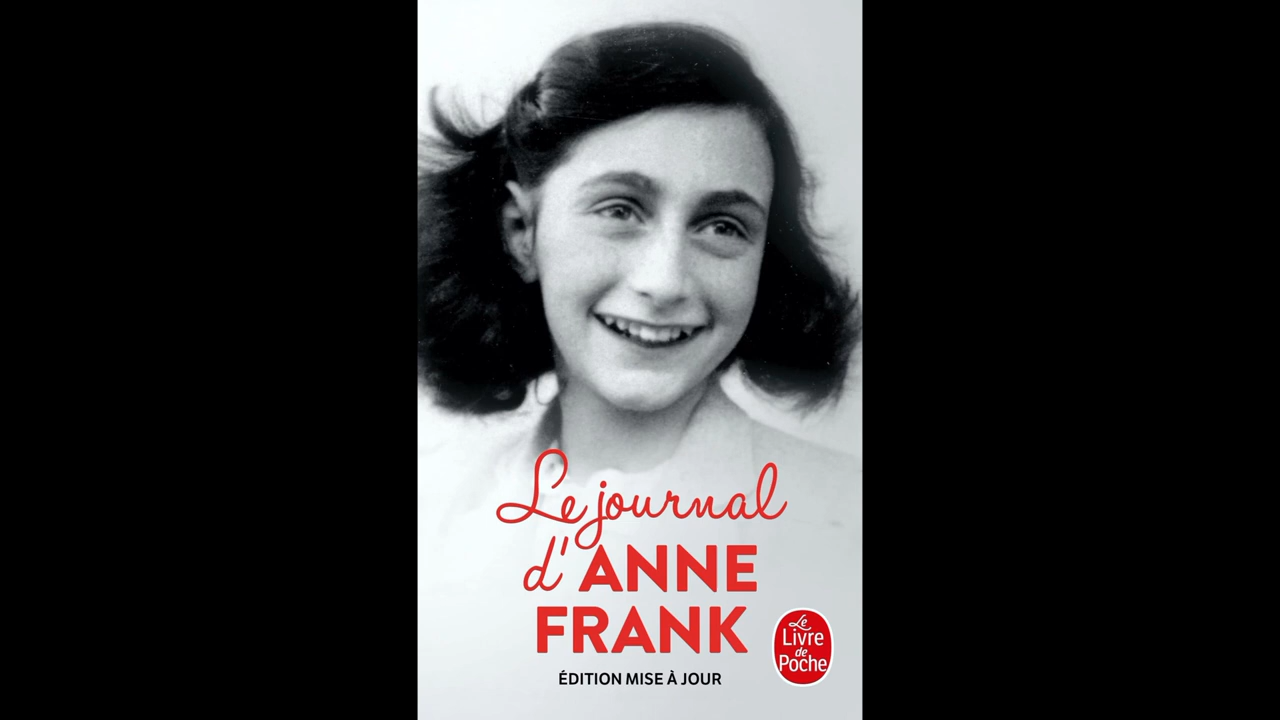 Le journal
d'ANNE
FRANK
ÉDITION MISE À JOUR
Le
Livre
de
Poche